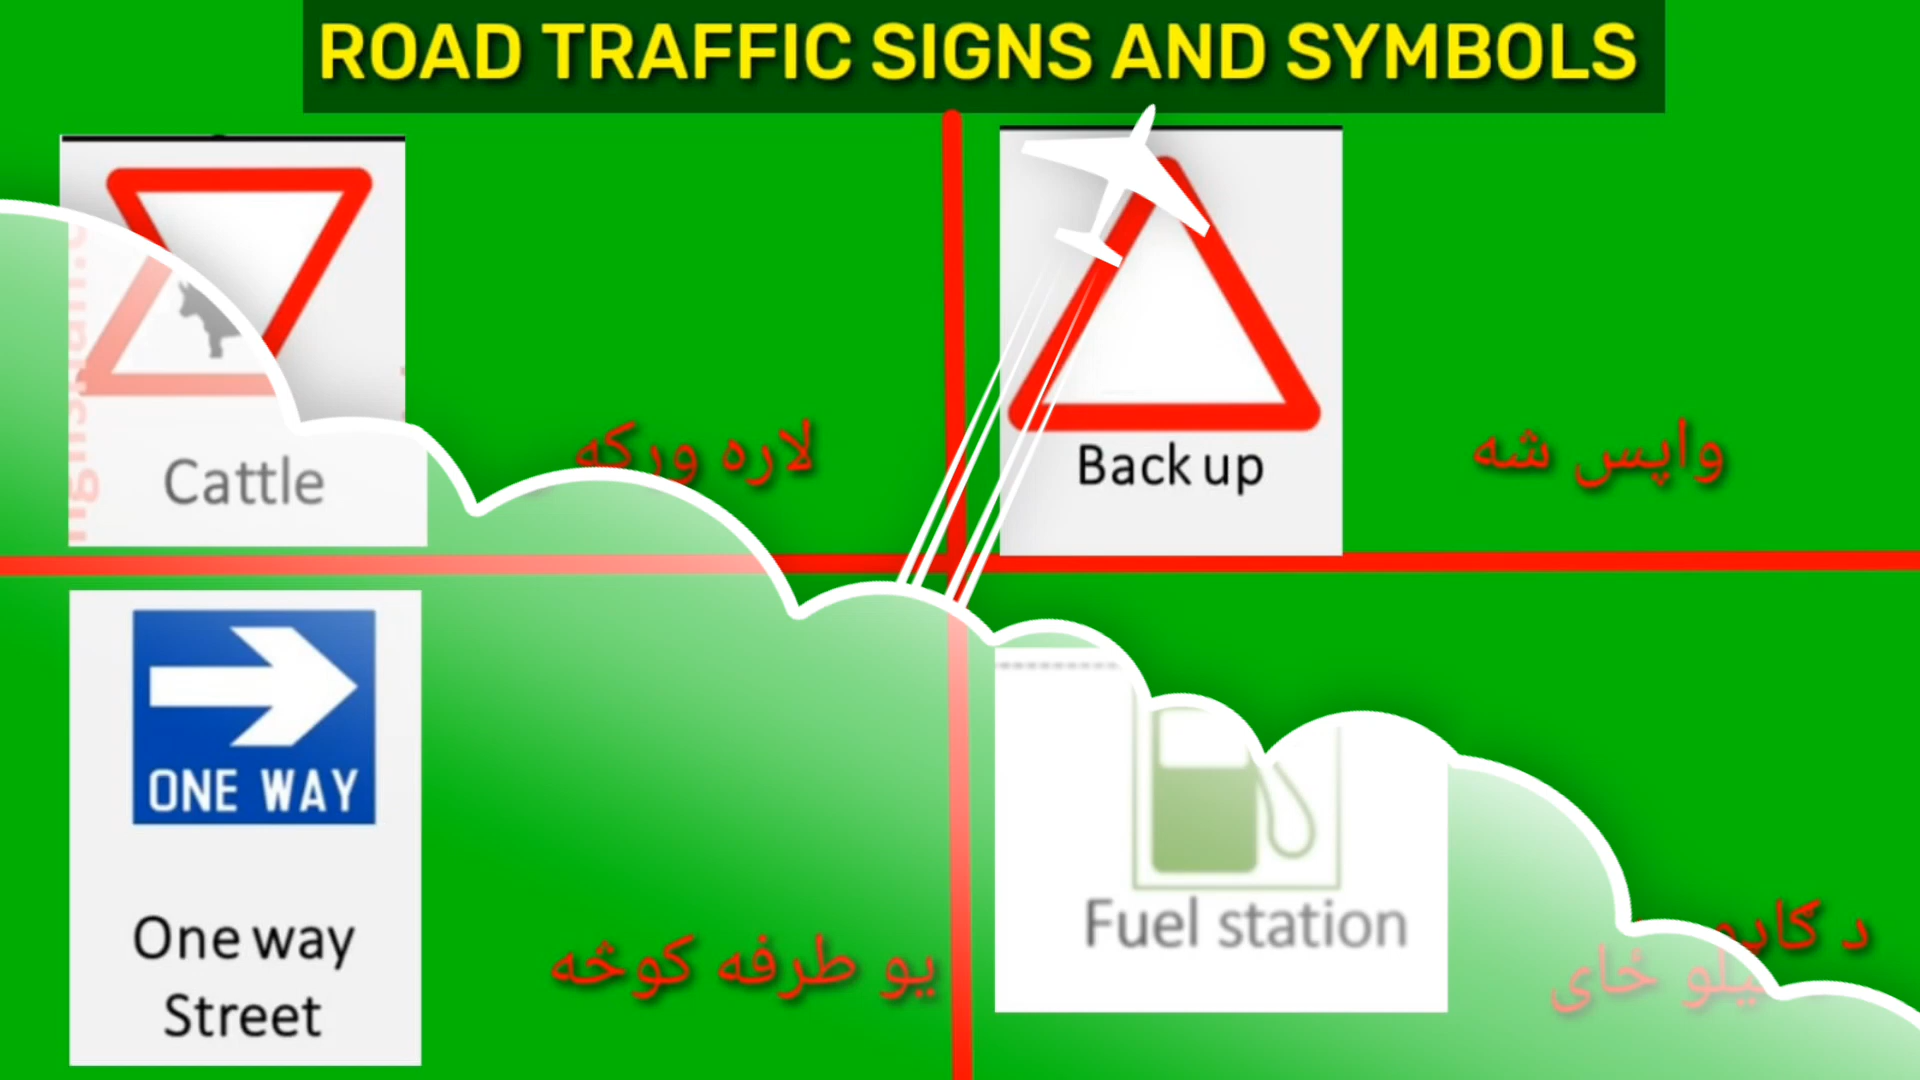 ROAD TRAFFIC SIGNS AND SYMBOLS
Cattle
لاره ورکه
Back up
واپس شه
ONE WAY
One way
Street
یو طرفه کوڅه
Fuel station
د
ځای